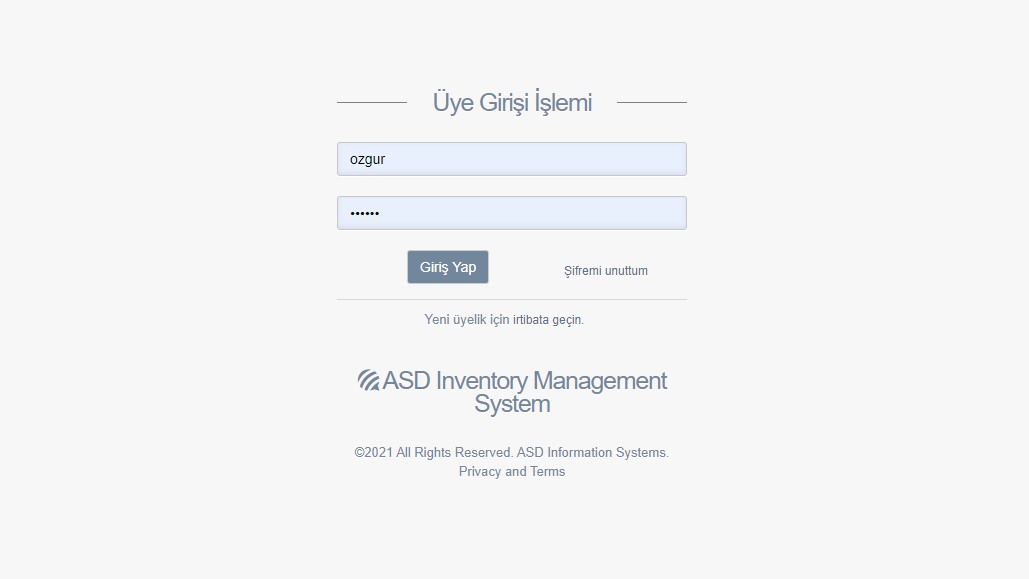 Üye Girişi İşlemi
ozgur
••••••
Giriş Yap
Şifremi unuttum
Yeni üyelik için irtibata geçin.
ASD Inventory Management
System
©2021 All Rights Reserved. ASD Information Systems.
Privacy and Terms